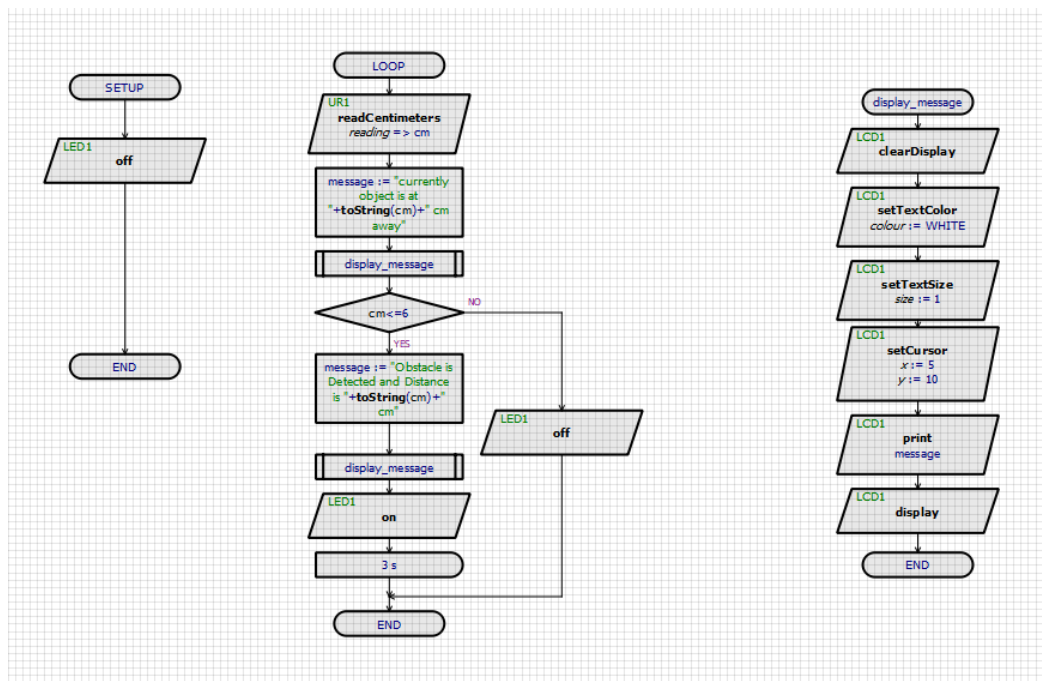 SETUP
LED1
off
END
LOOP
UR1
readCentimeters
reading => cm
message := "currently
object is at
"+toString(cm)+" cm
away"
display_message
cm<=6
NO
YES
message := "Obstacle is
Detected and Distance
is "+toString(cm)+"
cm"
LED1
off
display_message
LED1
on
3 s
END
display_message
LCD1
clearDisplay
LCD1
setTextColor
colour := WHITE
LCD1
setTextSize
size := 1
LCD1
setCursor
x := 5
y := 10
LCD1
print
message
LCD1
display
END